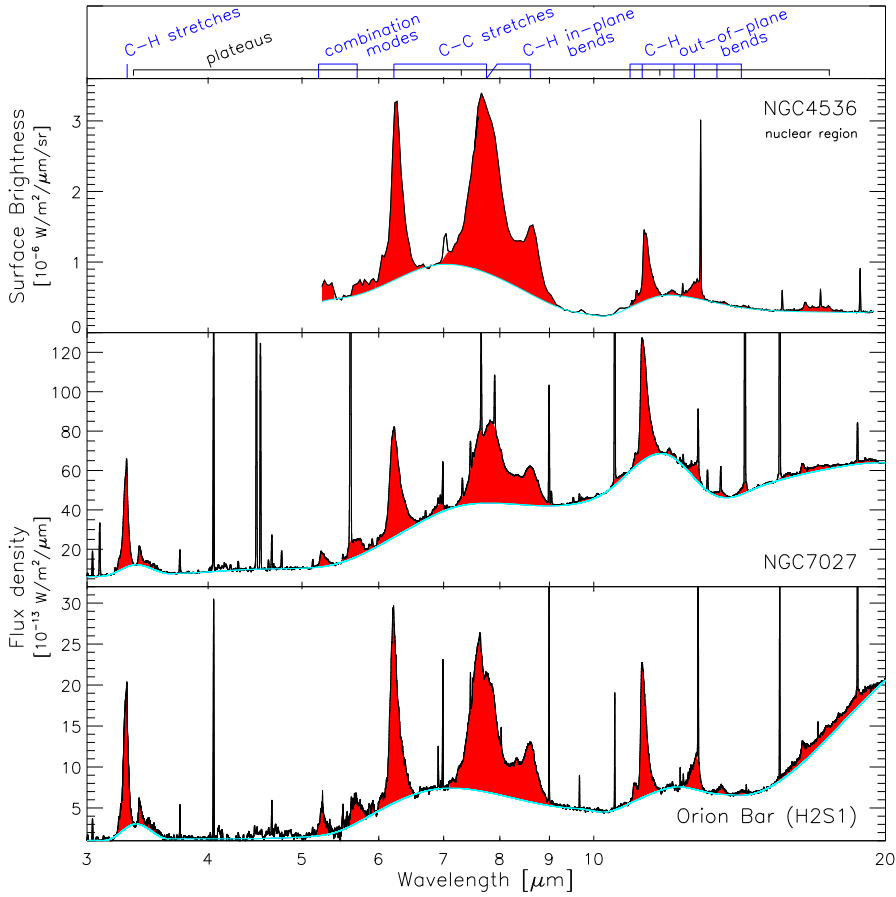 C-H stretches
plateaus
combination
modes
C-C stretches
C-H in-plane
bends
C-H out-of-plane
bends
NGC4536
nuclear region
Surface Brightness
[10⁻⁶ W/m²/μm/sr]
3
2
1
0
NGC7027
120
100
80
60
40
20
Flux density
[10⁻¹³ W/m²/μm]
30
25
20
15
10
5
Orion Bar (H2S1)
3
4
5
6
7
8
9
10
20
Wavelength [μm]